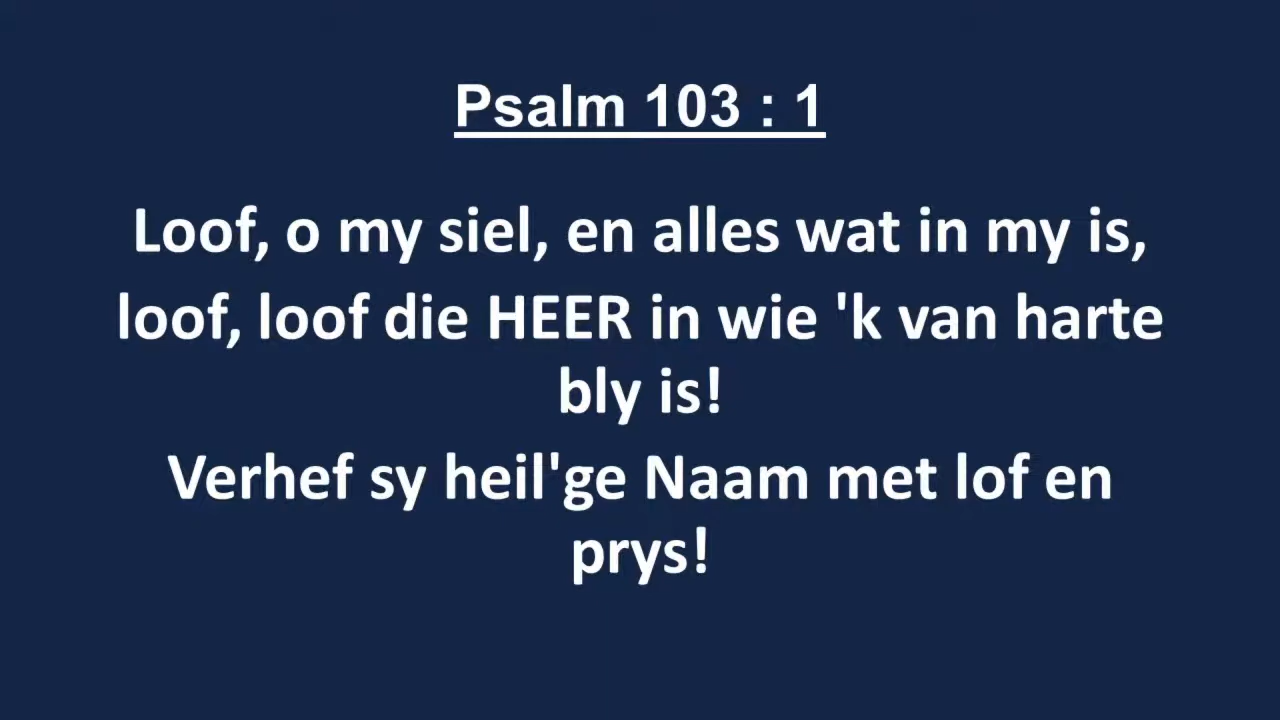 Psalm 103 : 1
Loof, o my siel, en alles wat in my is,
loof, loof die HEER in wie 'k van harte
bly is!
Verhef sy heil'ge Naam met lof en
prys!